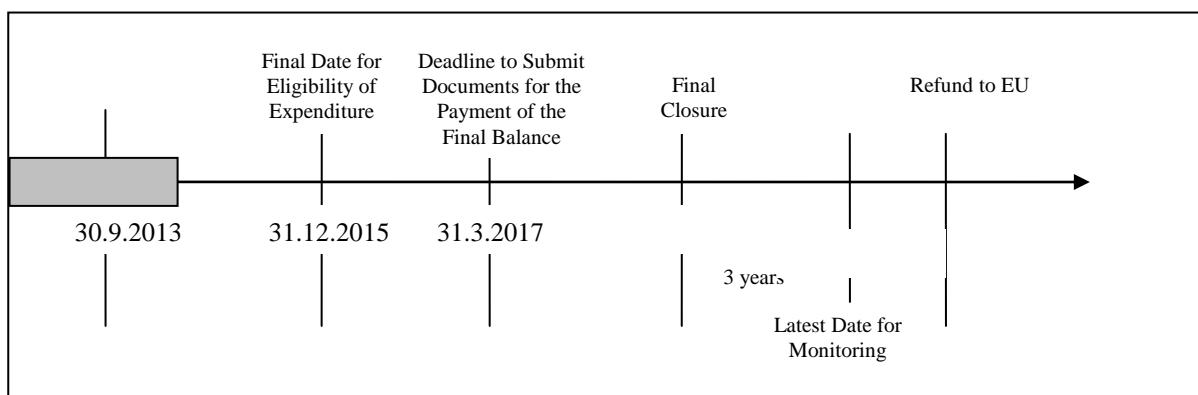 Final Date for
Eligibility of
Expenditure
Deadline to Submit
Documents for the
Payment of the
Final Balance
Final
Closure
Refund to EU
30.9.2013
31.12.2015
31.3.2017
3 years
Latest Date for
Monitoring